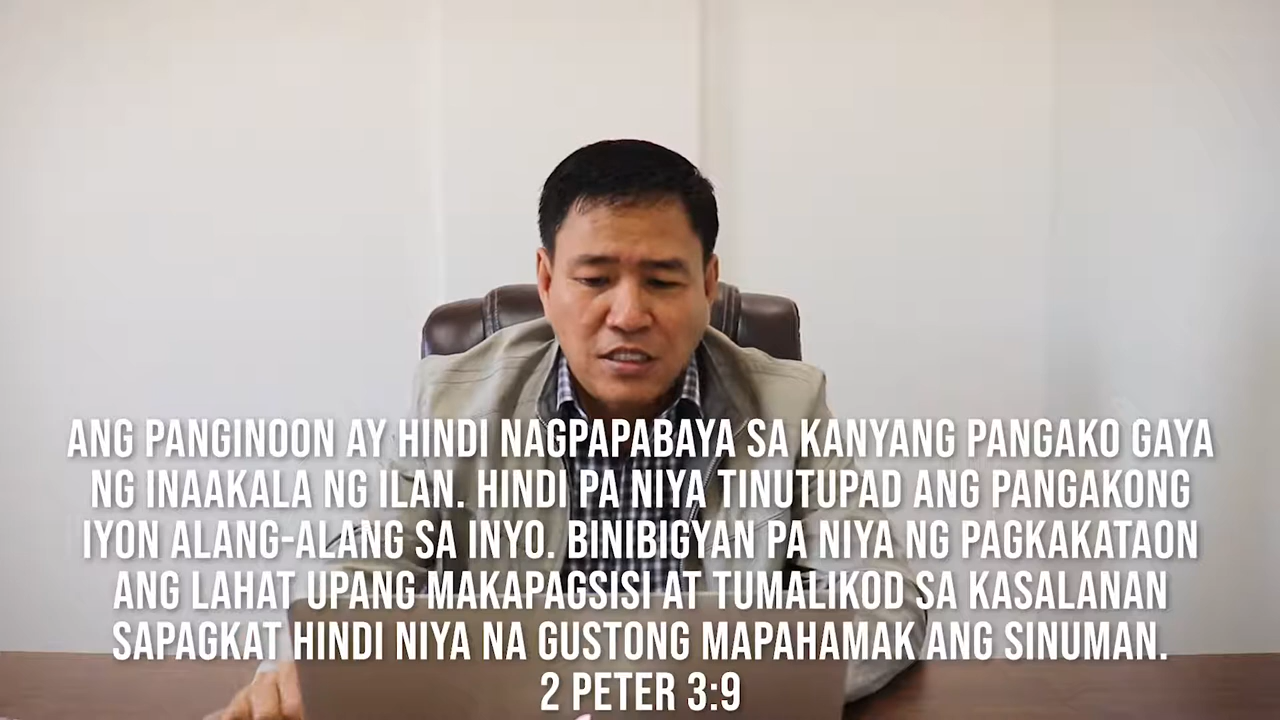 ANG PANGINOON AY HINDI NAGPAPABAYA SA KANYANG PANGAKO GAYA
NG INAAKALA NG ILAN. HINDI PA NIYA TINUTUPAD ANG PANGAKONG
IYON ALANG-ALANG SA INYO. BINIBIGYAN PA NIYA NG PAGKAKATAON
ANG LAHAT UPANG MAKAPAGSISI AT TUMALIKOD SA KASALANAN
SAPAGKAT HINDI NIYA NA GUSTONG MAPAHAMAK ANG SINUMAN.
2 PETER 3:9